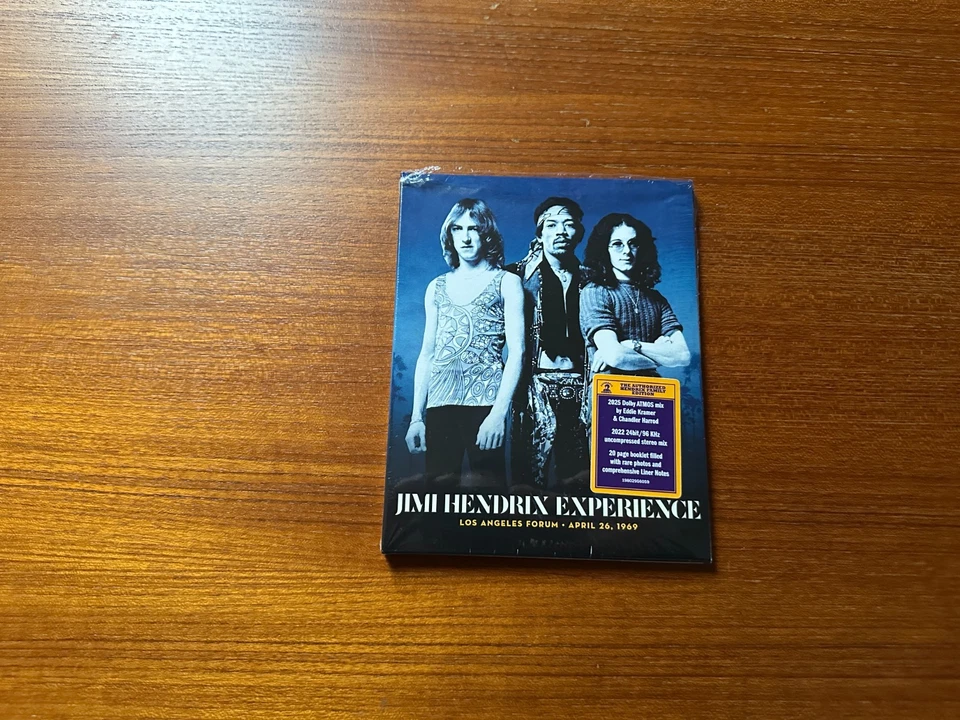 THE AUTHORIZED
HENDRIX FAMILY
EDITION
2025 Dolby ATMOS mix
by Eddie Kramer
& Chandler Harrod
2022 24bit/96 KHz
uncompressed stereo mix
20 page booklet filled
with rare photos and
comprehensive Liner Notes
19802956059
JIMI HENDRIX EXPERIENCE
LOS ANGELES FORUM • APRIL 26, 1969